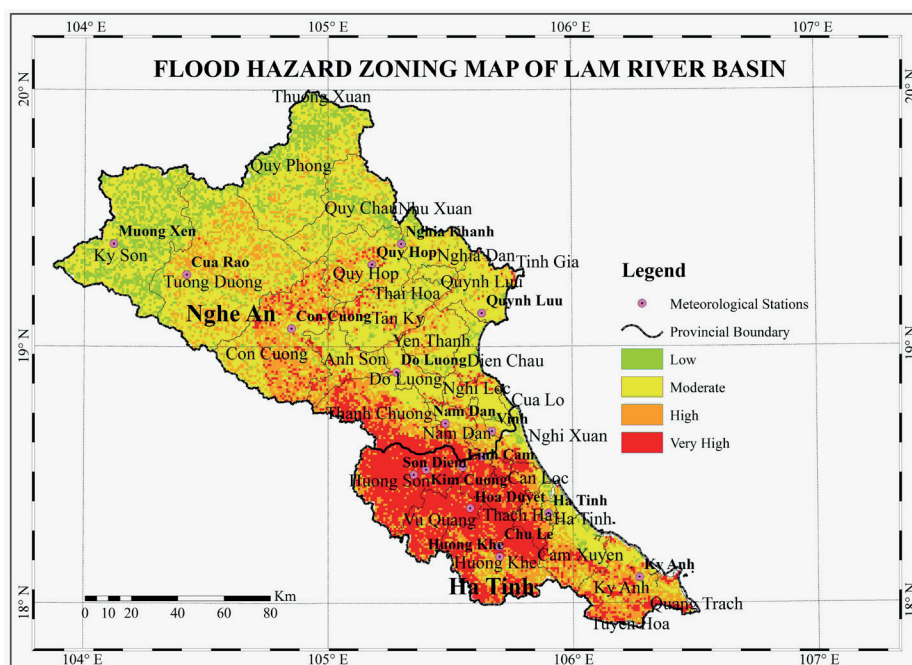 104° E
105° E
106° E
107° E
FLOOD HAZARD ZONING MAP OF LAM RIVER BASIN
20° N
20° N
Thuong Xuan
Quy Phong
Quy Chau
Nhu Xuan
Muong Xen
Nghia Khanh
Ky Son
Cua Rao
Quy Hop
Nghia Dan
Tinh Gia
Legend
Tuong Duong
Quy Hop
Quynh Luu
Thai Hoa
Quynh Luu
Meteorological Stations
Nghe An
Con Cuong
Tan Ky
Provincial Boundary
19° N
19° N
Yen Thanh
Con Cuong
Anh Son
Do Luong
Dien Chau
Low
Do Luong
Nghi Loc
Moderate
Cua Lo
Thanh Chuong
Nam Dan
Vinh
High
Nam Dan
Nghi Xuan
Very High
Son Diem
Linh Cam
Huong Son
Kim Cuong
Can Loc
Hoa Duyet
Ha Tinh
Vu Quang
Thach Ha
Ha Tinh
Chu Le
Huong Khe
Cam Xuyen
Huong Khe
Ky Anh
Ha Tinh
Ky Anh
Quang Trach
Tuyen Hoa
18° N
18° N
0 10 20 40 60 80 Km
104° E
105° E
106° E
107° E